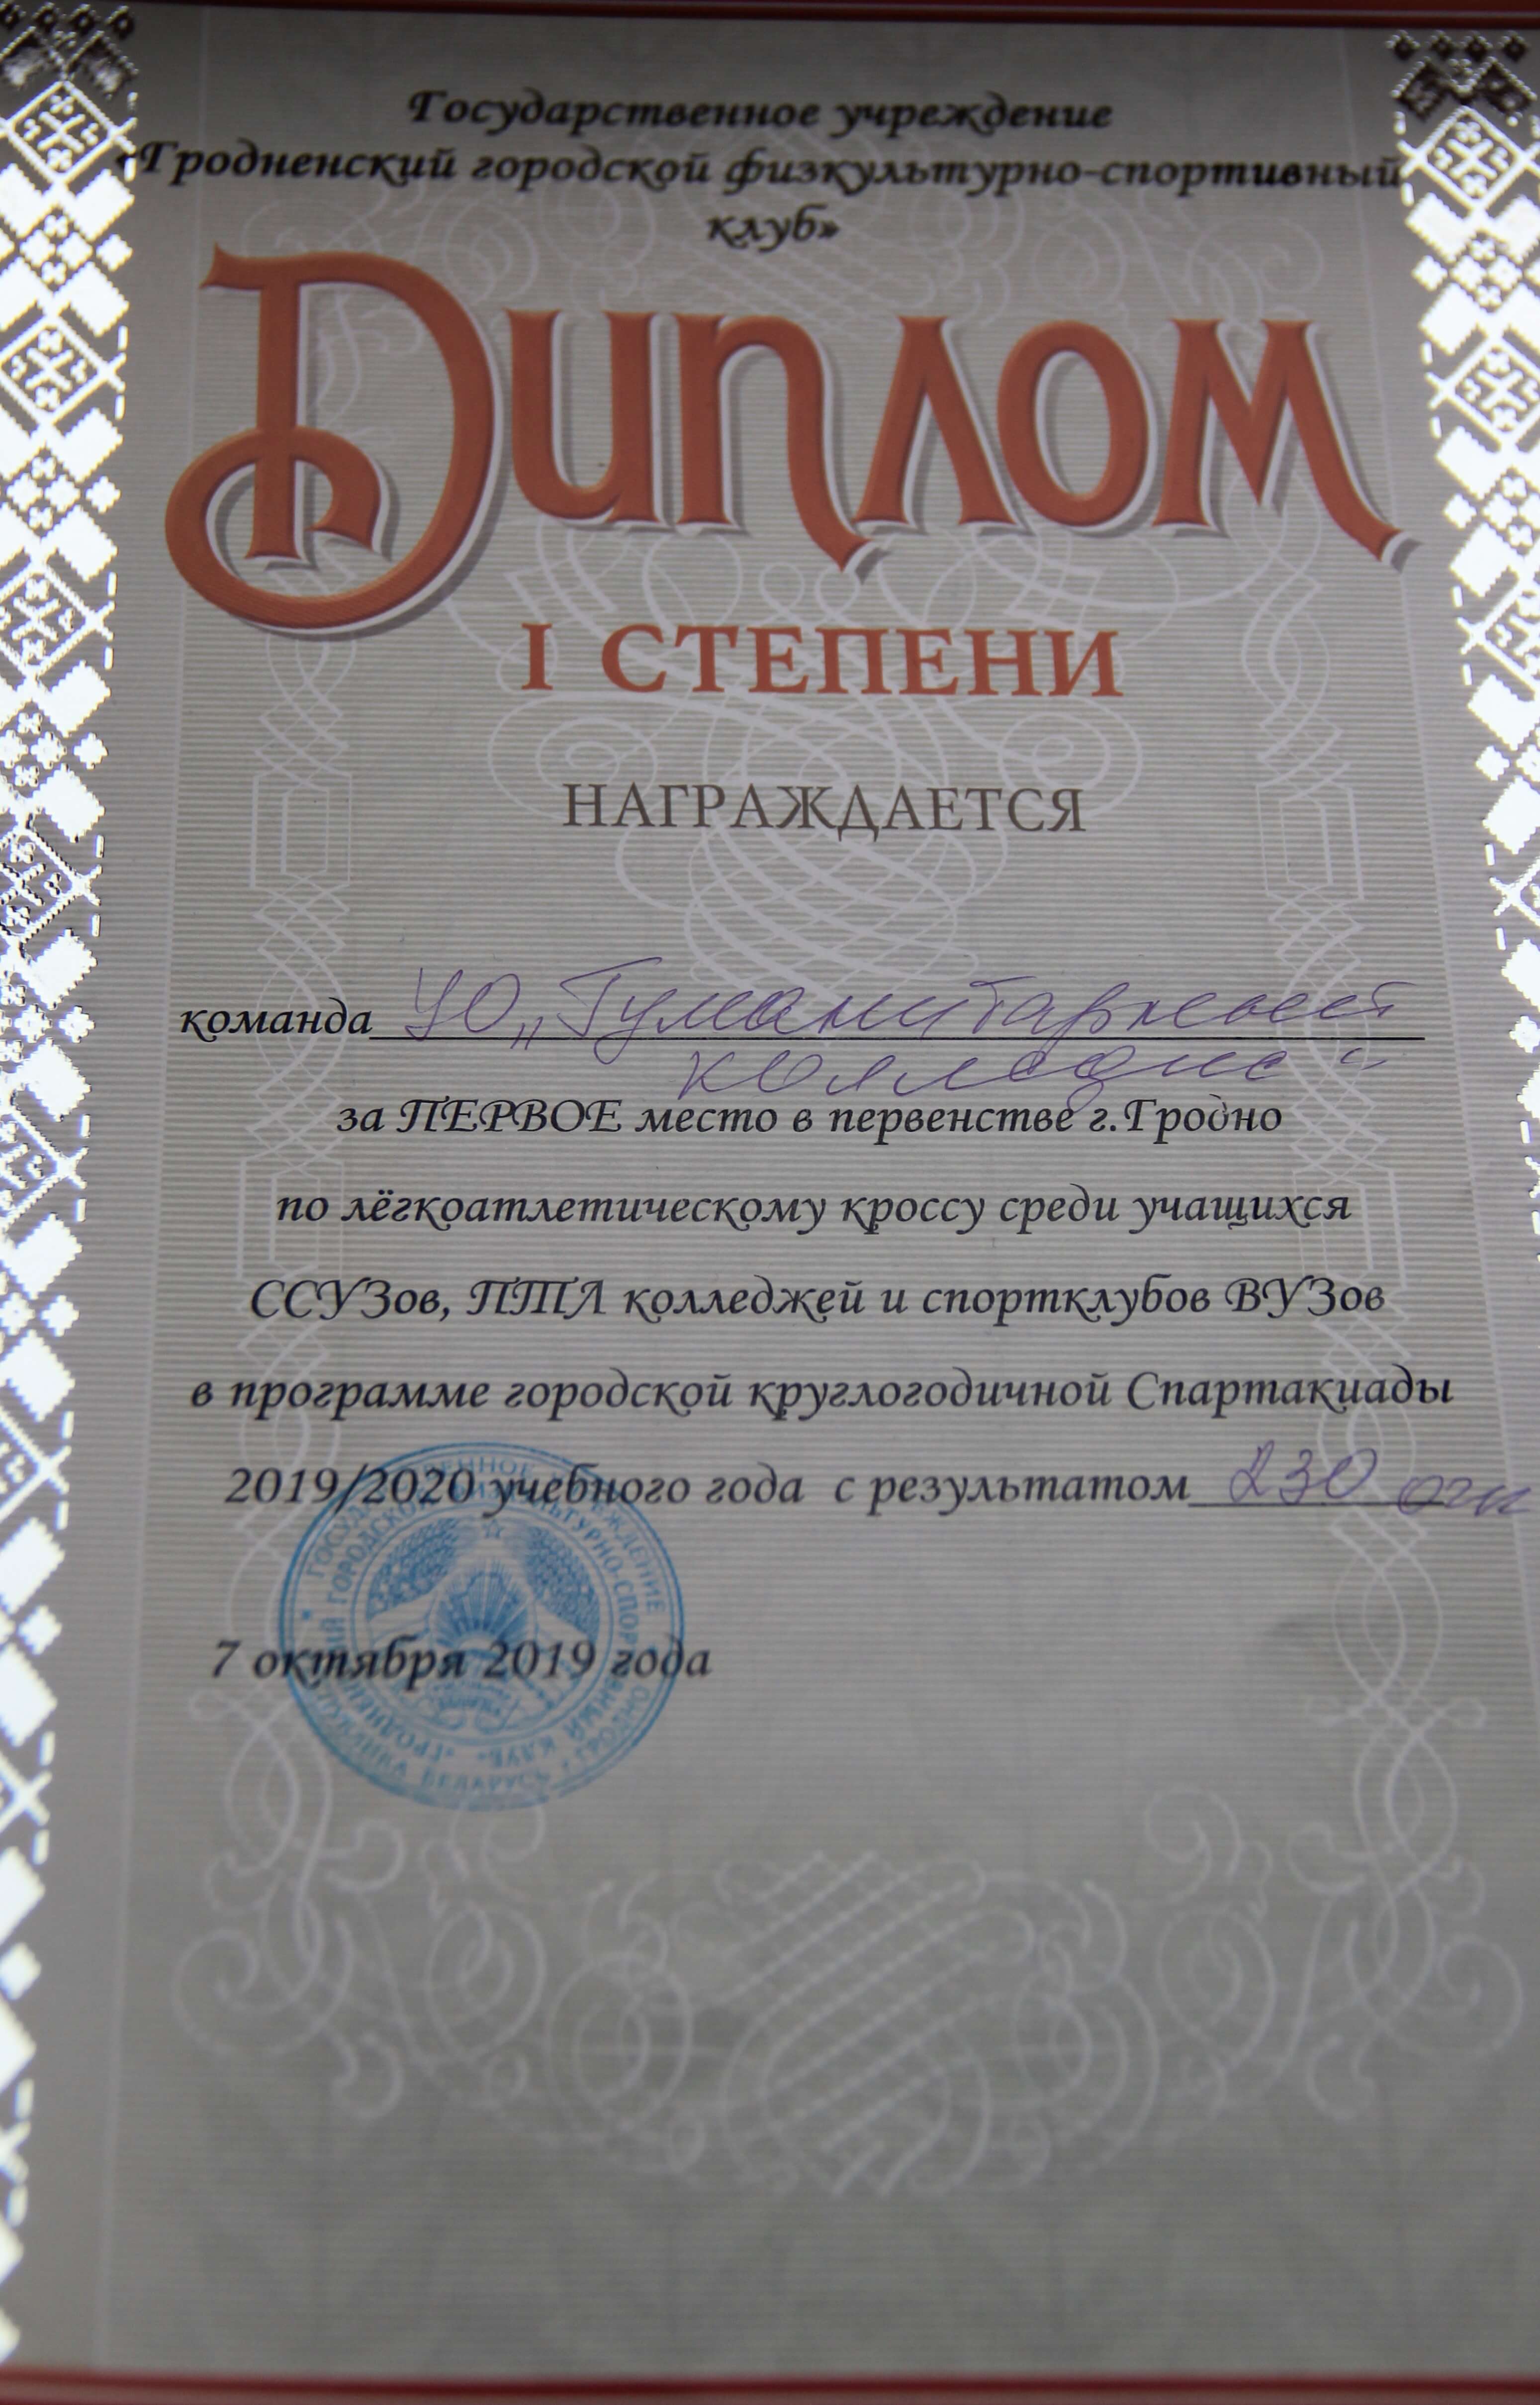 Государственное учреждение
«Гродненский городской физкультурно-спортивный
клуб»
Диплом
I СТЕПЕНИ
НАГРАЖДАЕТСЯ
команда УО „Гуманитарный
колледж"
за ПЕРВОЕ место в первенстве г.Гродно
по лёгкоатлетическому кроссу среди учащихся
ССУЗов, ПТЛ колледжей и спортклубов ВУЗов
в программе городской круглогодичной Спартакиады
2019/2020 учебного года с результатом 230 очк
7 октября 2019 года
РЕСПУБЛИКА БЕЛАРУСЬ